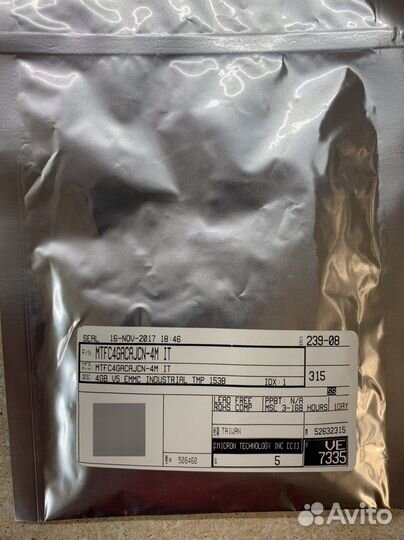 SEAL 16-NOV-2017 18:46
239-08
P/N MTFC4GACAJCN-4M IT
MTFC4GACAJCN-4M IT
4GB V5 EMMC INDUSTRIAL TMP 153B IDX: 1
315
SS
LEAD FREE PPBT: N/A
ROHS COMP MSL 3-168 HOURS 1DAY
TAIWAN
52632315
MICRON TECHNOLOGY INC
VE
7335
508460
5
Avito